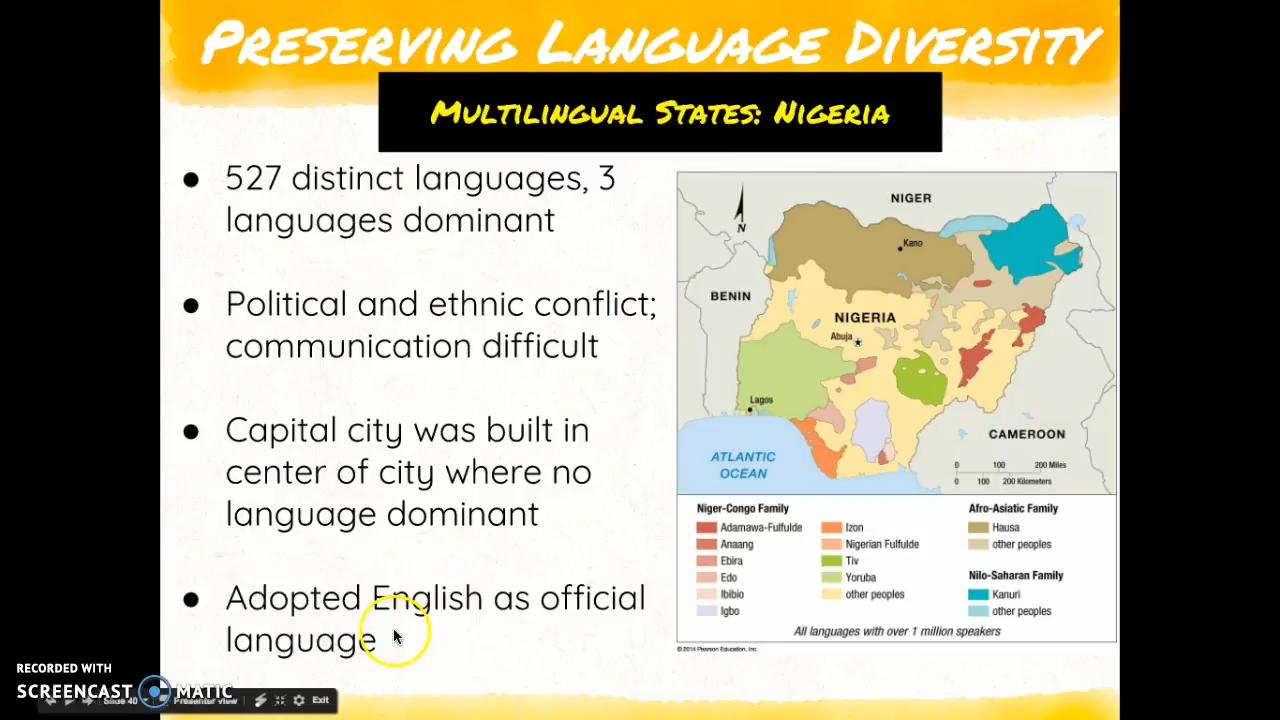 PRESERVING LANGUAGE DIVERSITY
MULTILINGUAL STATES: NIGERIA
● 527 distinct languages, 3
languages dominant
● Political and ethnic conflict;
communication difficult
● Capital city was built in
center of city where no
language dominant
● Adopted English as official
language
N
NIGER
Kano
BENIN
NIGERIA
Abuja
Lagos
CAMEROON
ATLANTIC
OCEAN
0 100 200 Miles
0 100 200 Kilometers
Niger-Congo Family
Adamawa-Fulfulde
Anaang
Ebira
Edo
Ibibio
Igbo
Izon
Nigerian Fulfulde
Tiv
Yoruba
other peoples
Afro-Asiatic Family
Hausa
other peoples
Nilo-Saharan Family
Kanuri
other peoples
All languages with over 1 million speakers
© 2014 Pearson Education, Inc.
RECORDED WITH
SCREENCAST MATIC
Slide 40 Presenter view Exit